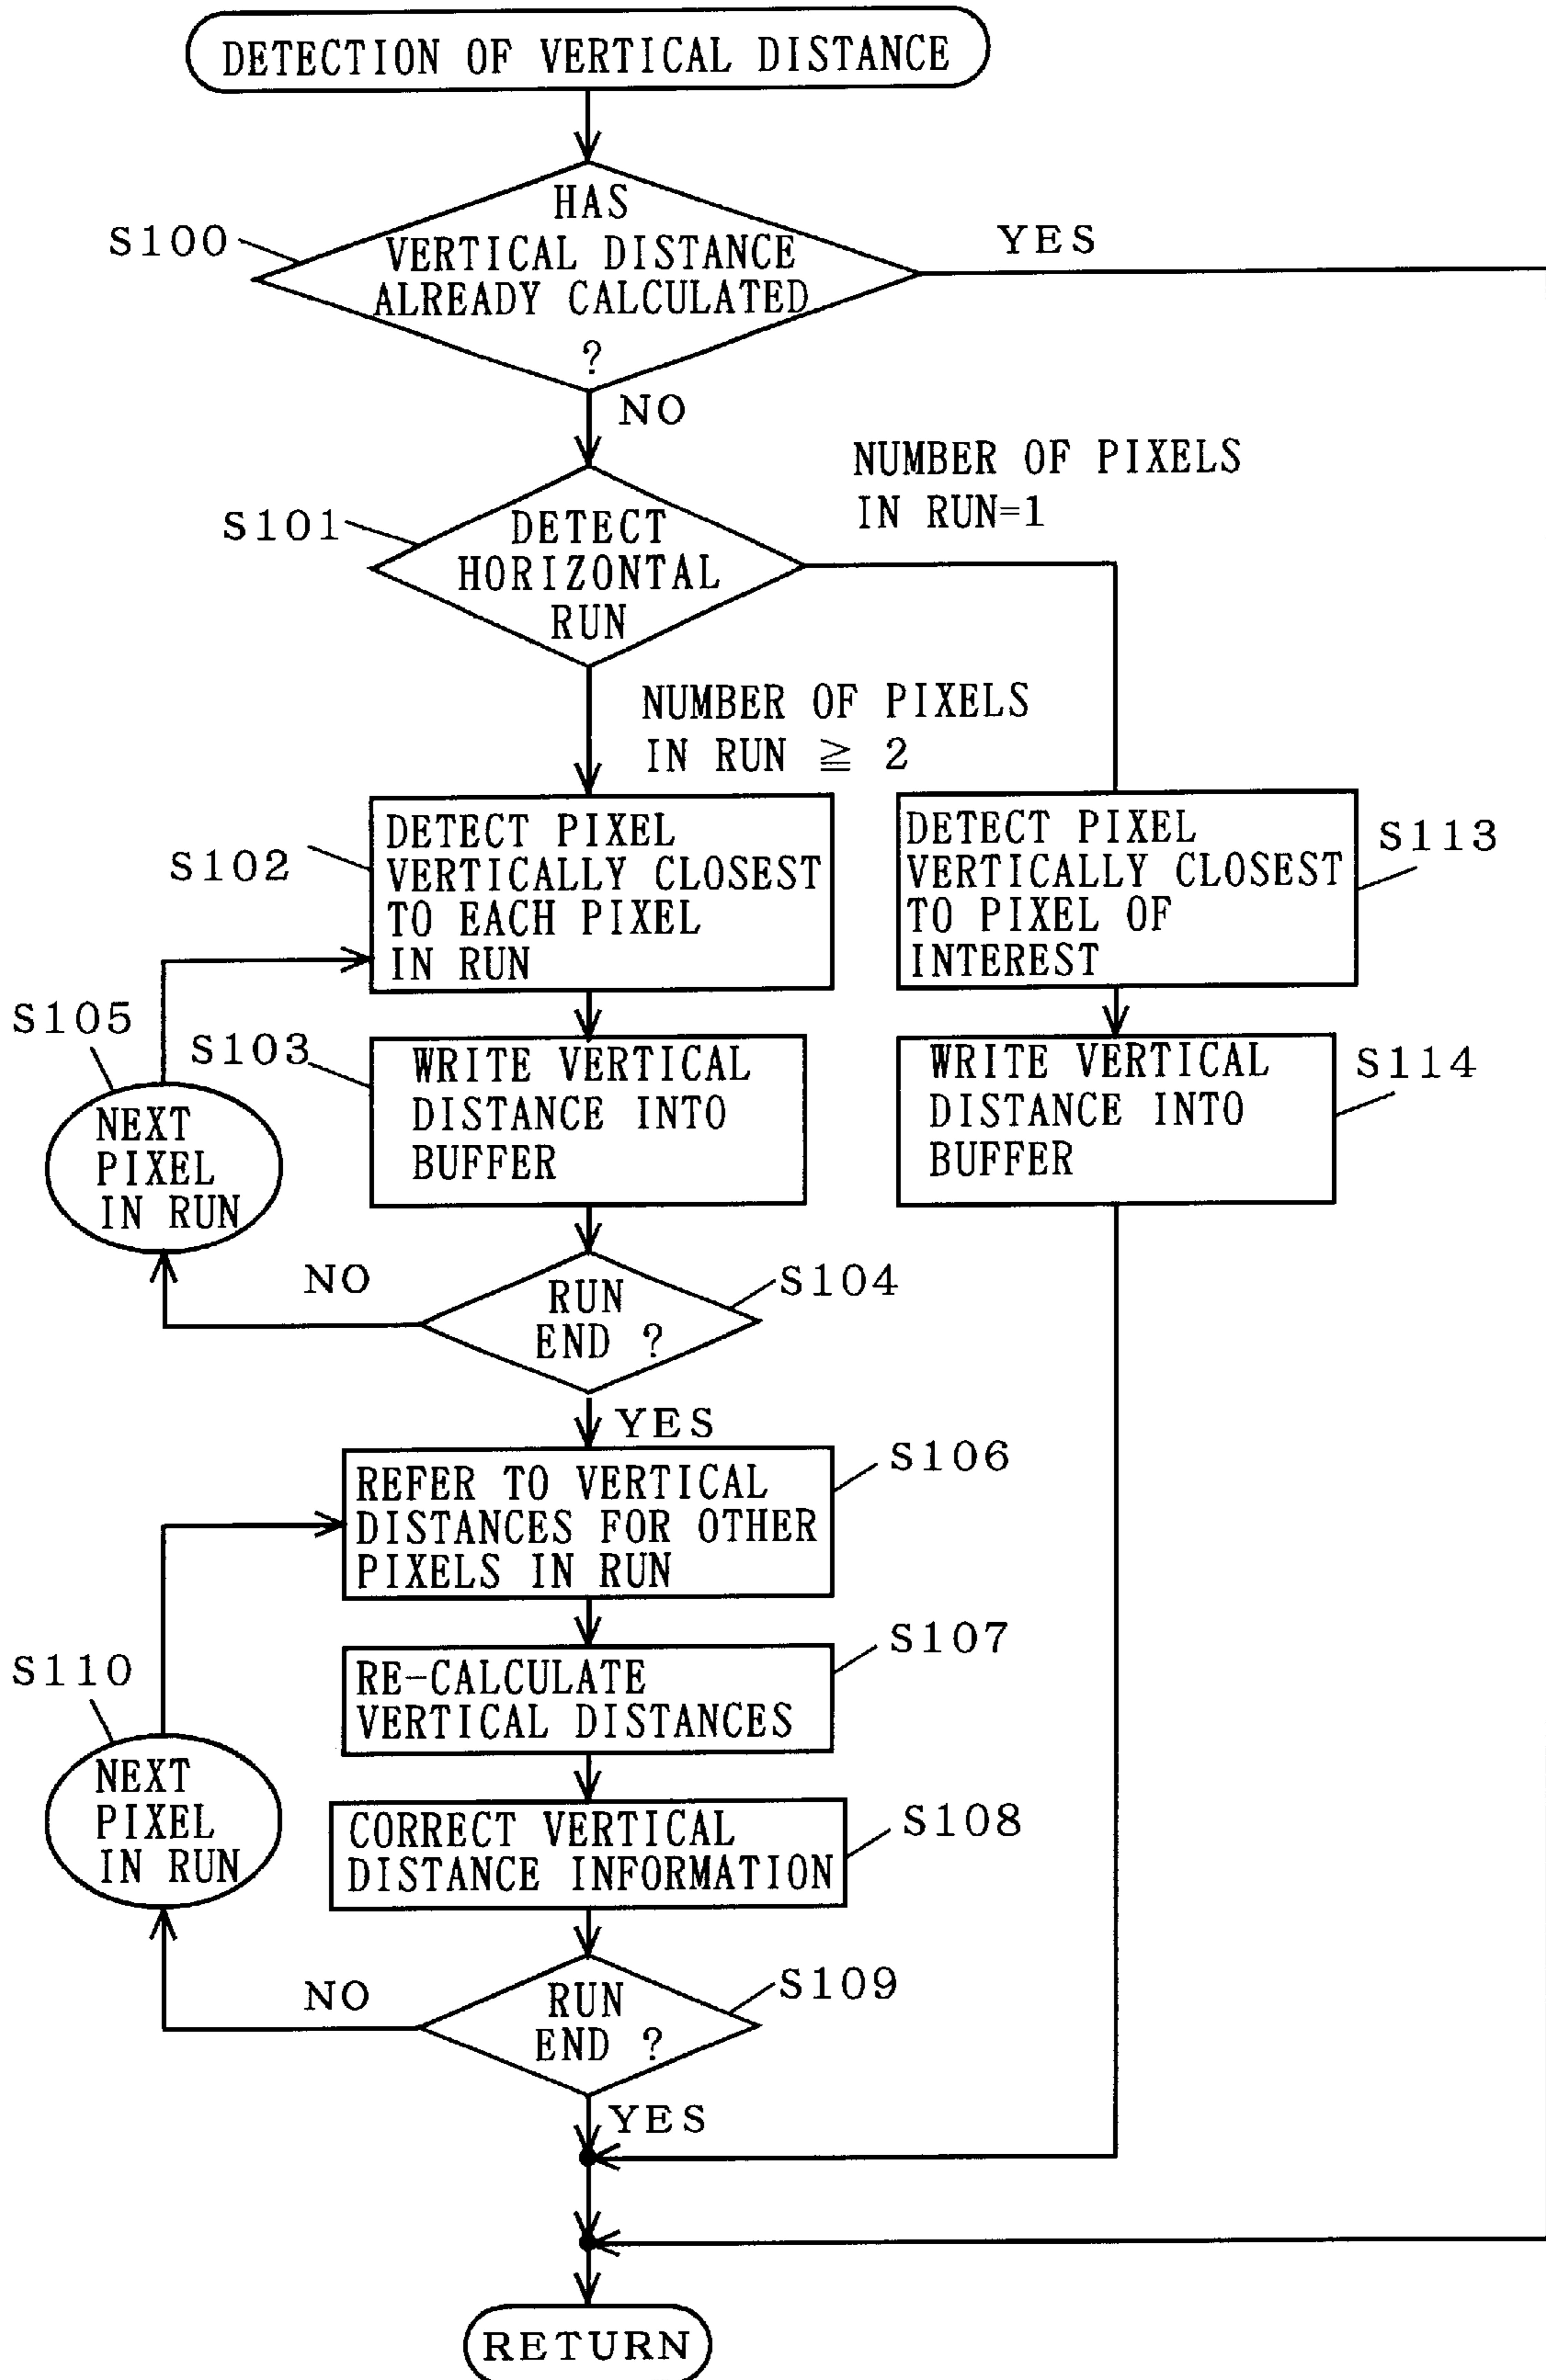 DETECTION OF VERTICAL DISTANCE
S100
HAS
VERTICAL DISTANCE
ALREADY CALCULATED
?
YES
NO
S101
DETECT
HORIZONTAL
RUN
NUMBER OF PIXELS
IN RUN=1
NUMBER OF PIXELS
IN RUN ≧ 2
S102
DETECT PIXEL
VERTICALLY CLOSEST
TO EACH PIXEL
IN RUN
DETECT PIXEL
VERTICALLY CLOSEST
TO PIXEL OF
INTEREST
S113
S105
NEXT
PIXEL
IN RUN
S103
WRITE VERTICAL
DISTANCE INTO
BUFFER
WRITE VERTICAL
DISTANCE INTO
BUFFER
S114
NO
RUN
END ?
S104
YES
REFER TO VERTICAL
DISTANCES FOR OTHER
PIXELS IN RUN
S106
RE-CALCULATE
VERTICAL DISTANCES
S107
S110
NEXT
PIXEL
IN RUN
CORRECT VERTICAL
DISTANCE INFORMATION
S108
NO
RUN
END ?
S109
YES
RETURN